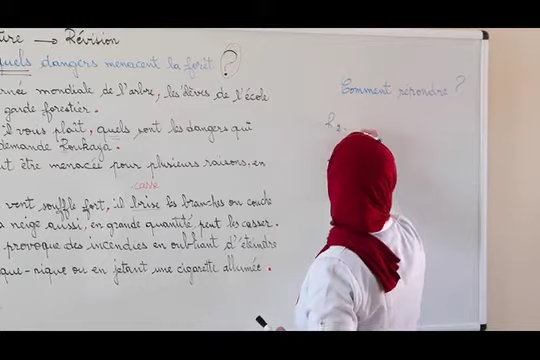 ture → Révision
quels dangers menacent la forêt ?
rnée mondiale de l'arbre, les élèves de l'école
garde forestier.
il vous plaît, quels sont les dangers qui
demande Roukaya.
ut être menacée pour plusieurs raisons, en
casse
vent souffle fort, il brise les branches ou couche
a neige aussi, en grande quantité, peut les casser.
provoque des incendies en oubliant d'éteindre
que-nique ou en jetant une cigarette allumée.
Comment répondre ?